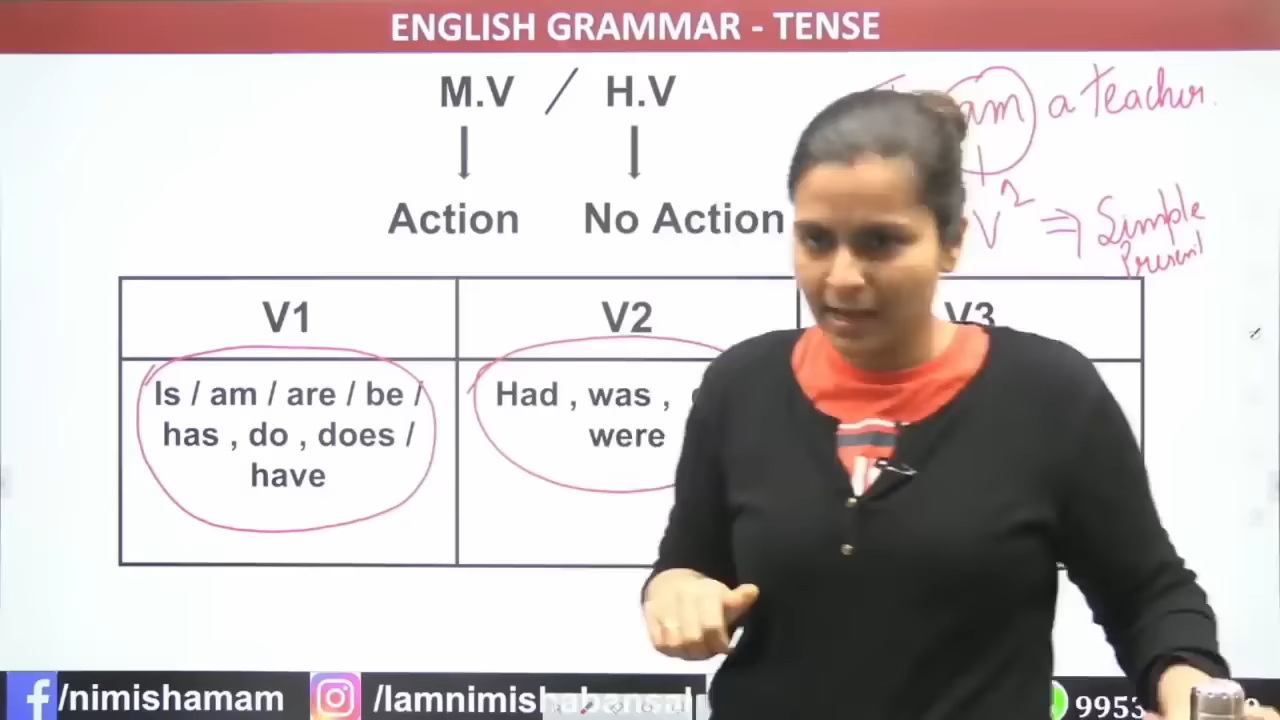 ENGLISH GRAMMAR - TENSE
M.V / H.V
am a teacher.
Action No Action
V² ⇒ Simple
Present
V1 V2 V3
Is / am / are / be /
has , do , does /
have
Had , was ,
were
/nimishamam
/Iamnimishabansal
9953